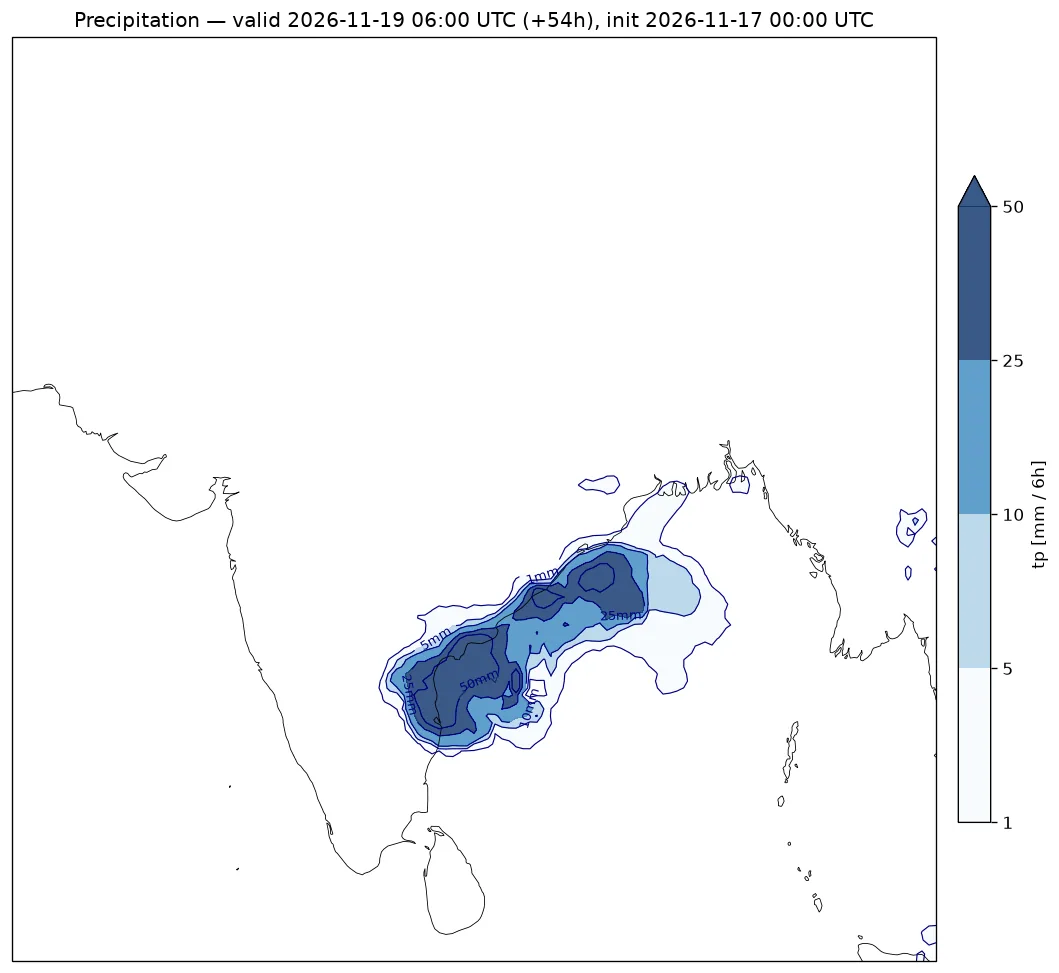 Precipitation — valid 2026-11-19 06:00 UTC (+54h), init 2026-11-17 00:00 UTC
50
25
10
5
1
tp [mm / 6h]
1mm
5mm
25mm
50mm
25mm
10mm